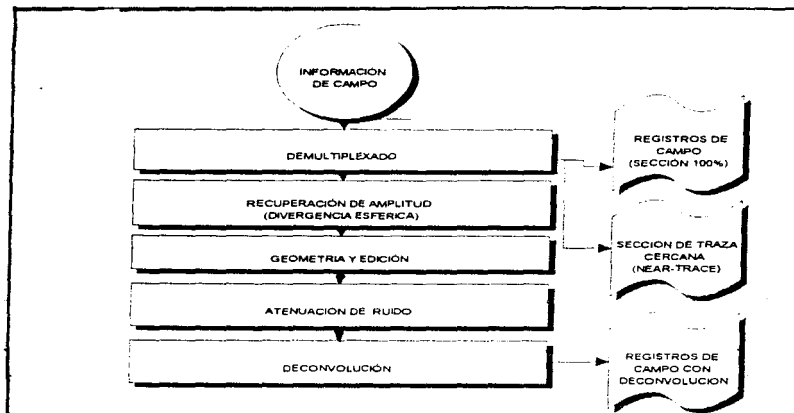 INFORMACIÓN
DE CAMPO
DEMULTIPLEXADO
RECUPERACIÓN DE AMPLITUD
(DIVERGENCIA ESFERICA)
GEOMETRIA Y EDICIÓN
ATENUACIÓN DE RUIDO
DECONVOLUCIÓN
REGISTROS DE
CAMPO
(SECCIÓN 100%)
SECCION DE TRAZA
CERCANA
(NEAR-TRACE)
REGISTROS DE
CAMPO CON
DECONVOLUCION